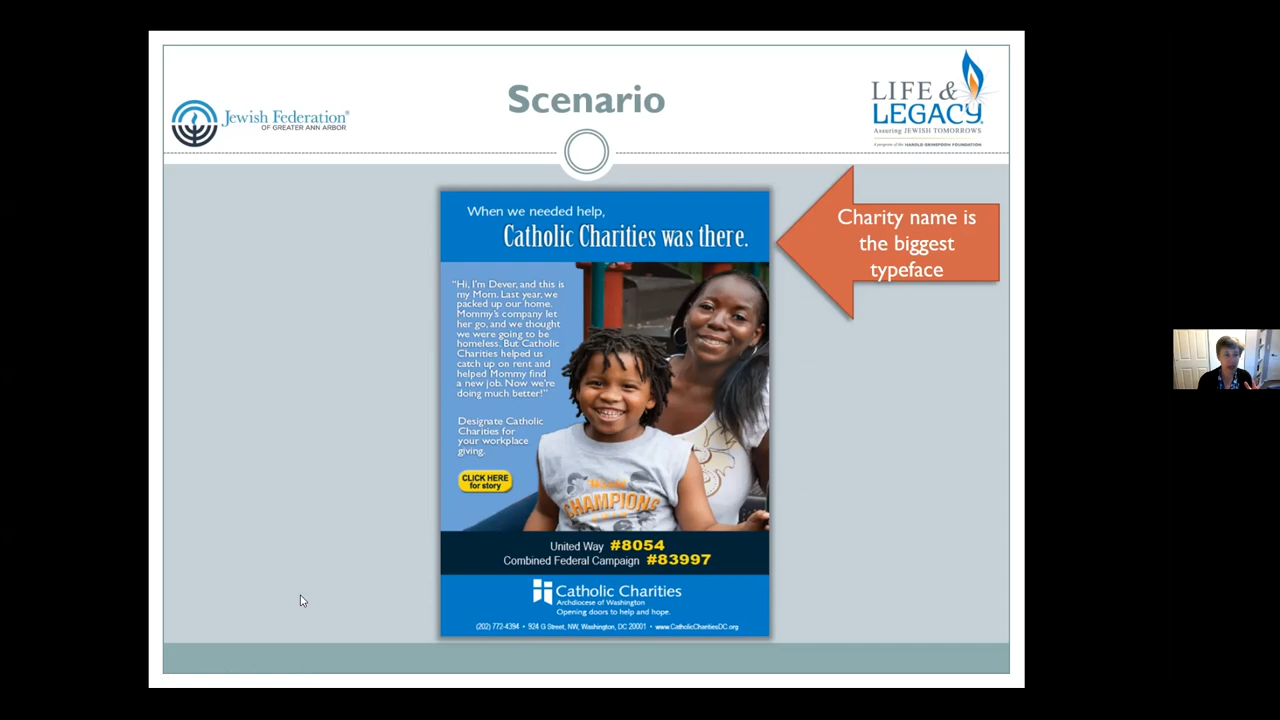 Scenario
Jewish Federation®
OF GREATER ANN ARBOR
LIFE &
LEGACY®
Assuring JEWISH TOMORROWS
A program of the HAROLD GRINSPOON FOUNDATION
When we needed help,
Catholic Charities was there.
Charity name is
the biggest
typeface
“Hi, I’m Dever, and this is
my Mom. Last year, we
packed up our home.
Mommy’s company let
her go, and we thought
we were going to be
homeless. But Catholic
Charities helped us
catch up on rent and
helped Mommy find
a new job. Now we’re
doing much better!”
Designate Catholic
Charities for
your workplace
giving.
CLICK HERE
for story
CHAMPIONS
United Way #8054
Combined Federal Campaign #83997
Catholic Charities
Archdiocese of Washington
Opening doors to help and hope.
(202) 772-4394 • 924 G Street, NW, Washington, DC 20001 • www.CatholicCharitiesDC.org